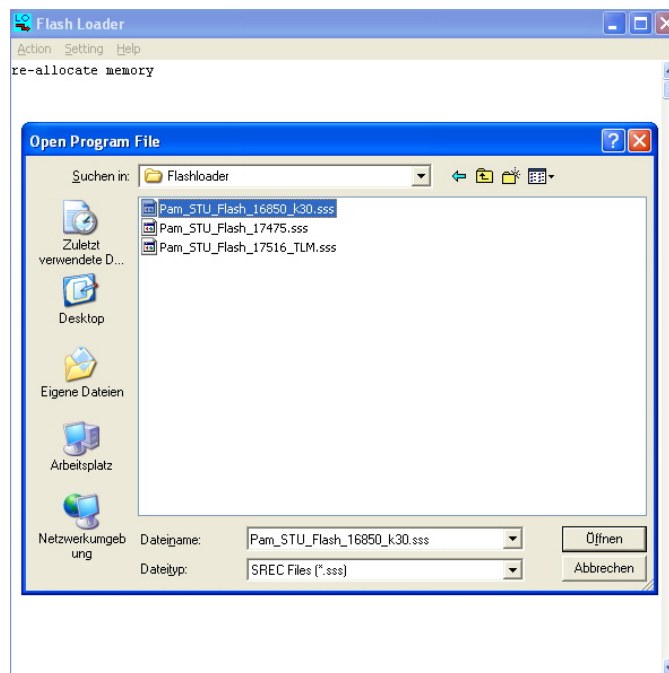 Flash Loader
Action Setting Help
re-allocate memory
Open Program File
Suchen in: Flashloader
Pam_STU_Flash_16850_k30.sss
Pam_STU_Flash_17475.sss
Pam_STU_Flash_17516_TLM.sss
Zuletzt
verwendete D...
Desktop
Eigene Dateien
Arbeitsplatz
Netzwerkumgeb
ung
Dateiname: Pam_STU_Flash_16850_k30.sss Öffnen
Dateityp: SREC Files (*.sss) Abbrechen